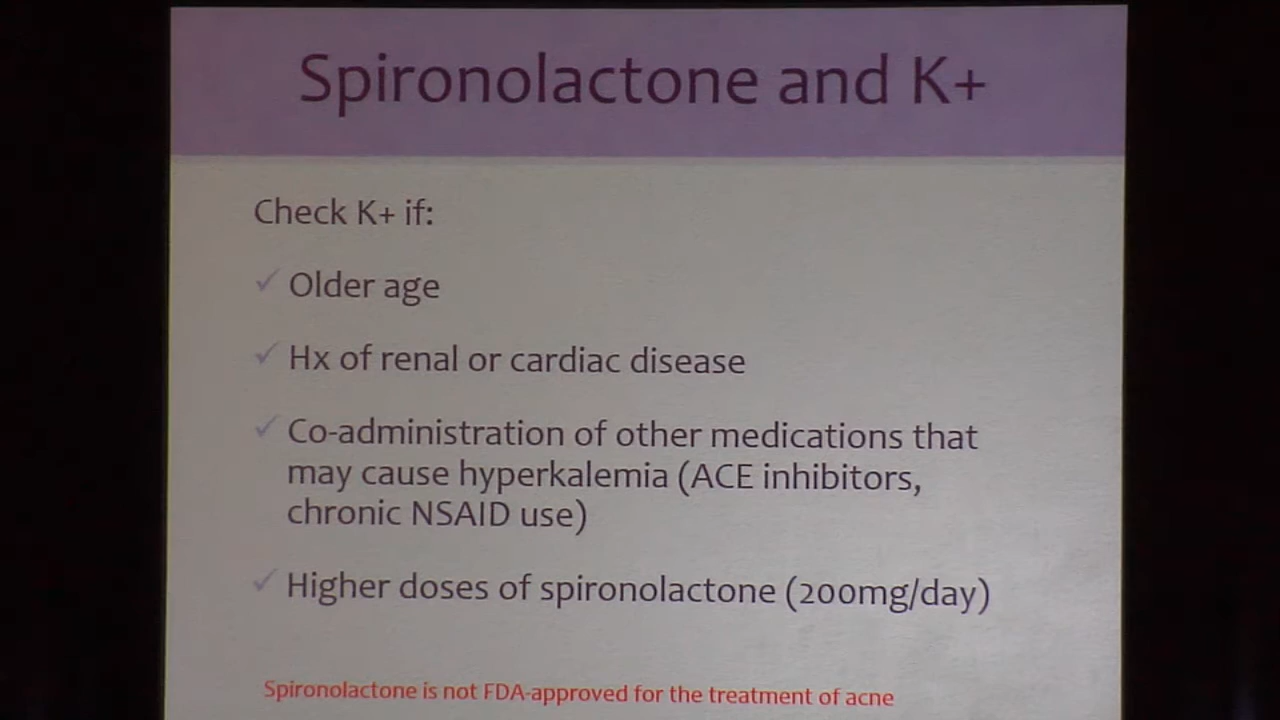 Spironolactone and K+
Check K+ if:
✓ Older age
✓ Hx of renal or cardiac disease
✓ Co-administration of other medications that
may cause hyperkalemia (ACE inhibitors,
chronic NSAID use)
✓ Higher doses of spironolactone (200mg/day)
Spironolactone is not FDA-approved for the treatment of acne